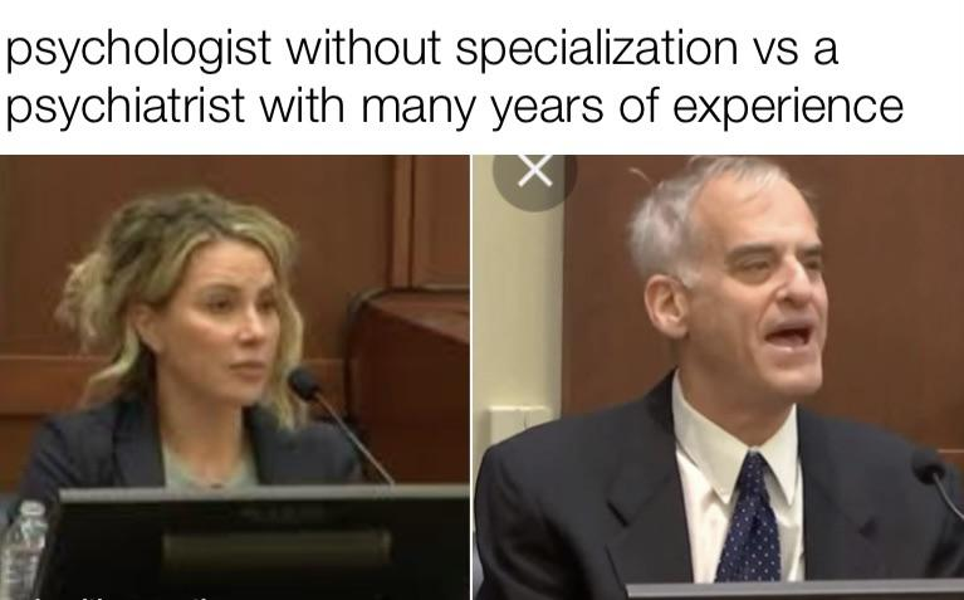 psychologist without specialization vs a
psychiatrist with many years of experience